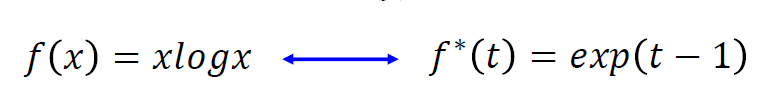 f(x) = xlogx ⟷ f*(t) = exp(t − 1)